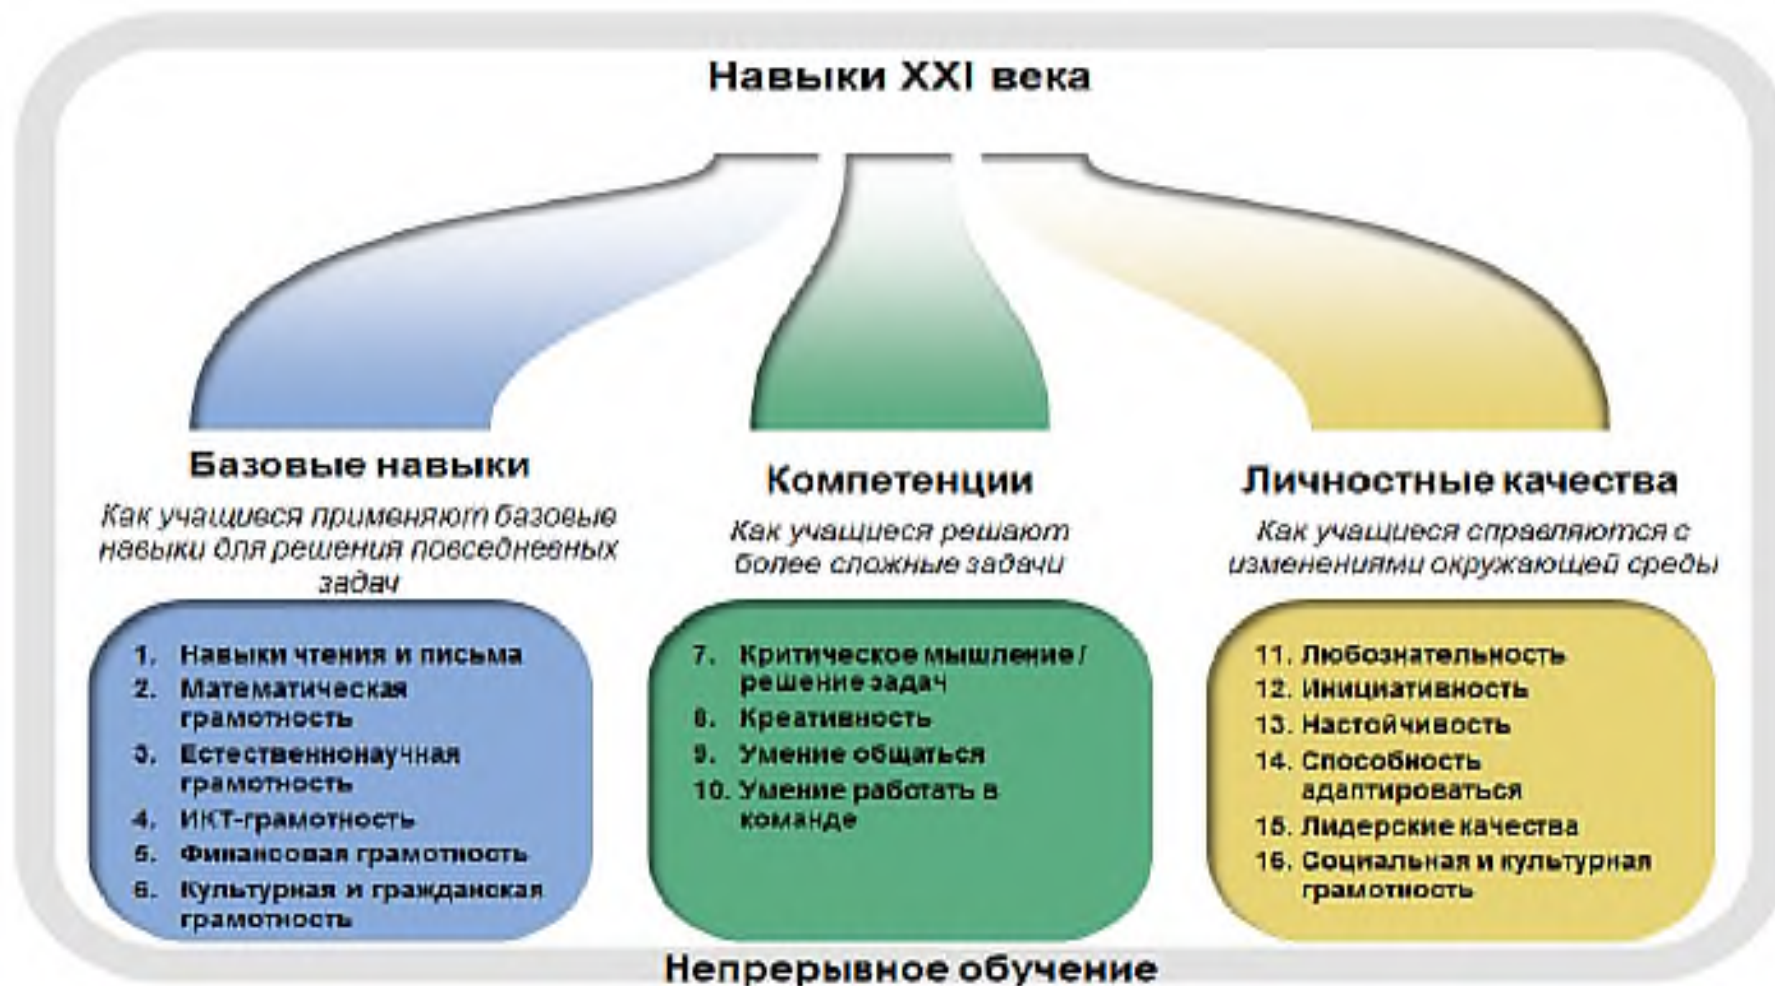 Навыки XXI века
Базовые навыки
Как учащиеся применяют базовые
навыки для решения повседневных
задач
1. Навыки чтения и письма
2. Математическая
грамотность
3. Естественнонаучная
грамотность
4. ИКТ-грамотность
5. Финансовая грамотность
6. Культурная и гражданская
грамотность
Компетенции
Как учащиеся решают
более сложные задачи
7. Критическое мышление /
решение задач
8. Креативность
9. Умение общаться
10. Умение работать в
команде
Личностные качества
Как учащиеся справляются с
изменениями окружающей среды
11. Любознательность
12. Инициативность
13. Настойчивость
14. Способность
адаптироваться
15. Лидерские качества
16. Социальная и культурная
грамотность
Непрерывное обучение